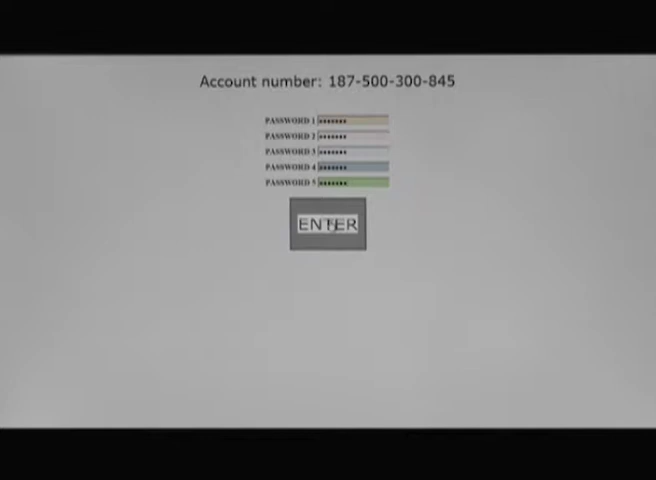 Account number: 187-500-300-845
PASSWORD 1 •••••••
PASSWORD 2 •••••••
PASSWORD 3 •••••••
PASSWORD 4 •••••••
PASSWORD 5 •••••••
ENTER